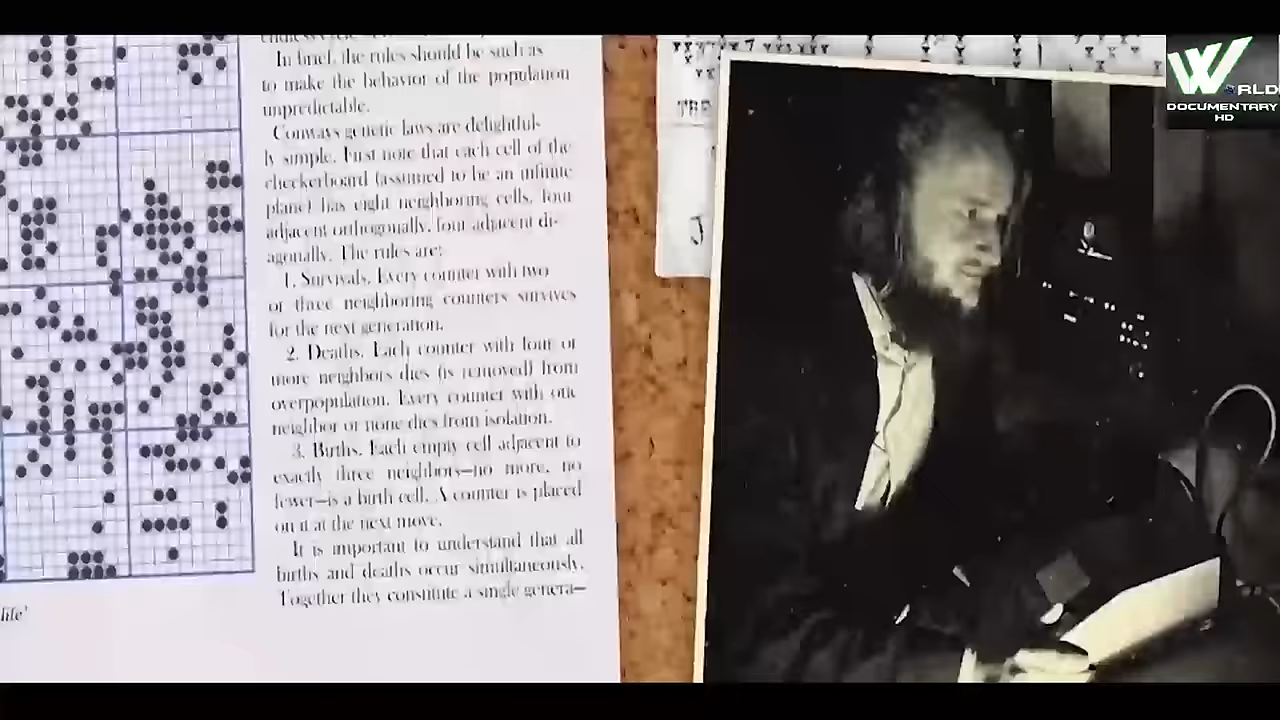 In brief, the rules should be such as
to make the behavior of the population
unpredictable.
Conways genetic laws are delightful-
ly simple. First note that each cell of the
checkerboard (assumed to be an infinite
plane) has eight neighboring cells, four
adjacent orthogonally, four adjacent di-
agonally. The rules are:
1. Survivals. Every counter with two
or three neighboring counters survives
for the next generation.
2. Deaths. Each counter with four or
more neighbors dies (is removed) from
overpopulation. Every counter with one
neighbor or none dies from isolation.
3. Births. Each empty cell adjacent to
exactly three neighbors—no more, no
fewer—is a birth cell. A counter is placed
on it at the next move.
It is important to understand that all
births and deaths occur simultaneously.
Together they constitute a single genera—
life'
J
WORLD
DOCUMENTARY
HD